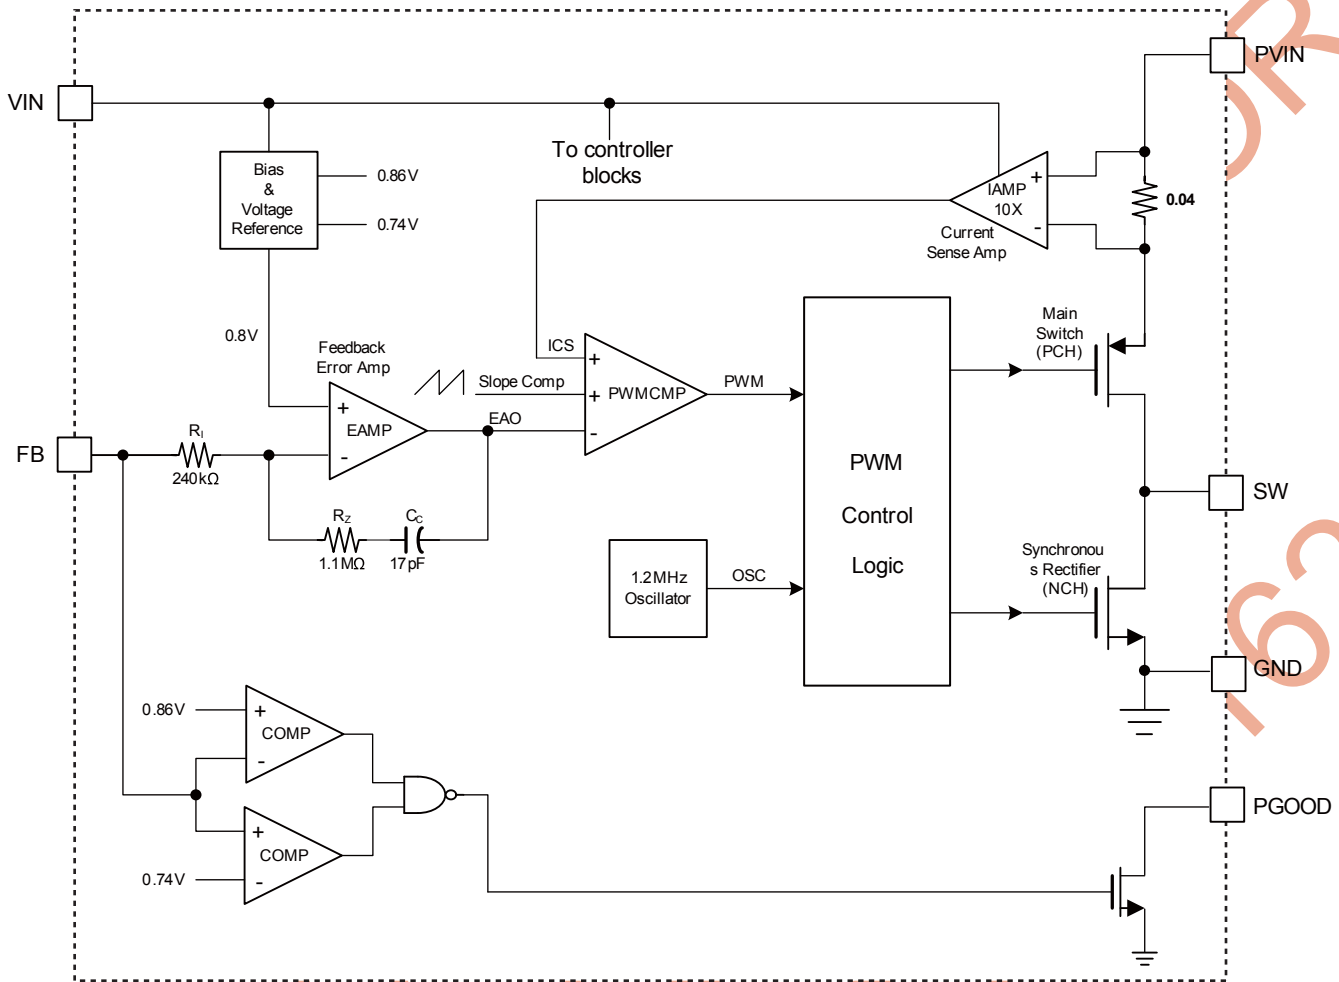 PVIN
VIN
To controller
blocks
Bias
&
Voltage
Reference
0.86V
0.74V
+
IAMP
10X
-
0.04
Current
Sense Amp
0.8V
Feedback
Error Amp
+
EAMP
-
ICS
Slope Comp
EAO
+
+
-
PWMCMP
PWM
Main
Switch
(PCH)
FB
RI
240kΩ
RZ
1.1MΩ
CC
17pF
PWM
Control
Logic
SW
1.2MHz
Oscillator
OSC
Synchronou
s Rectifier
(NCH)
GND
0.86V
+
COMP
-
+
COMP
-
0.74V
PGOOD